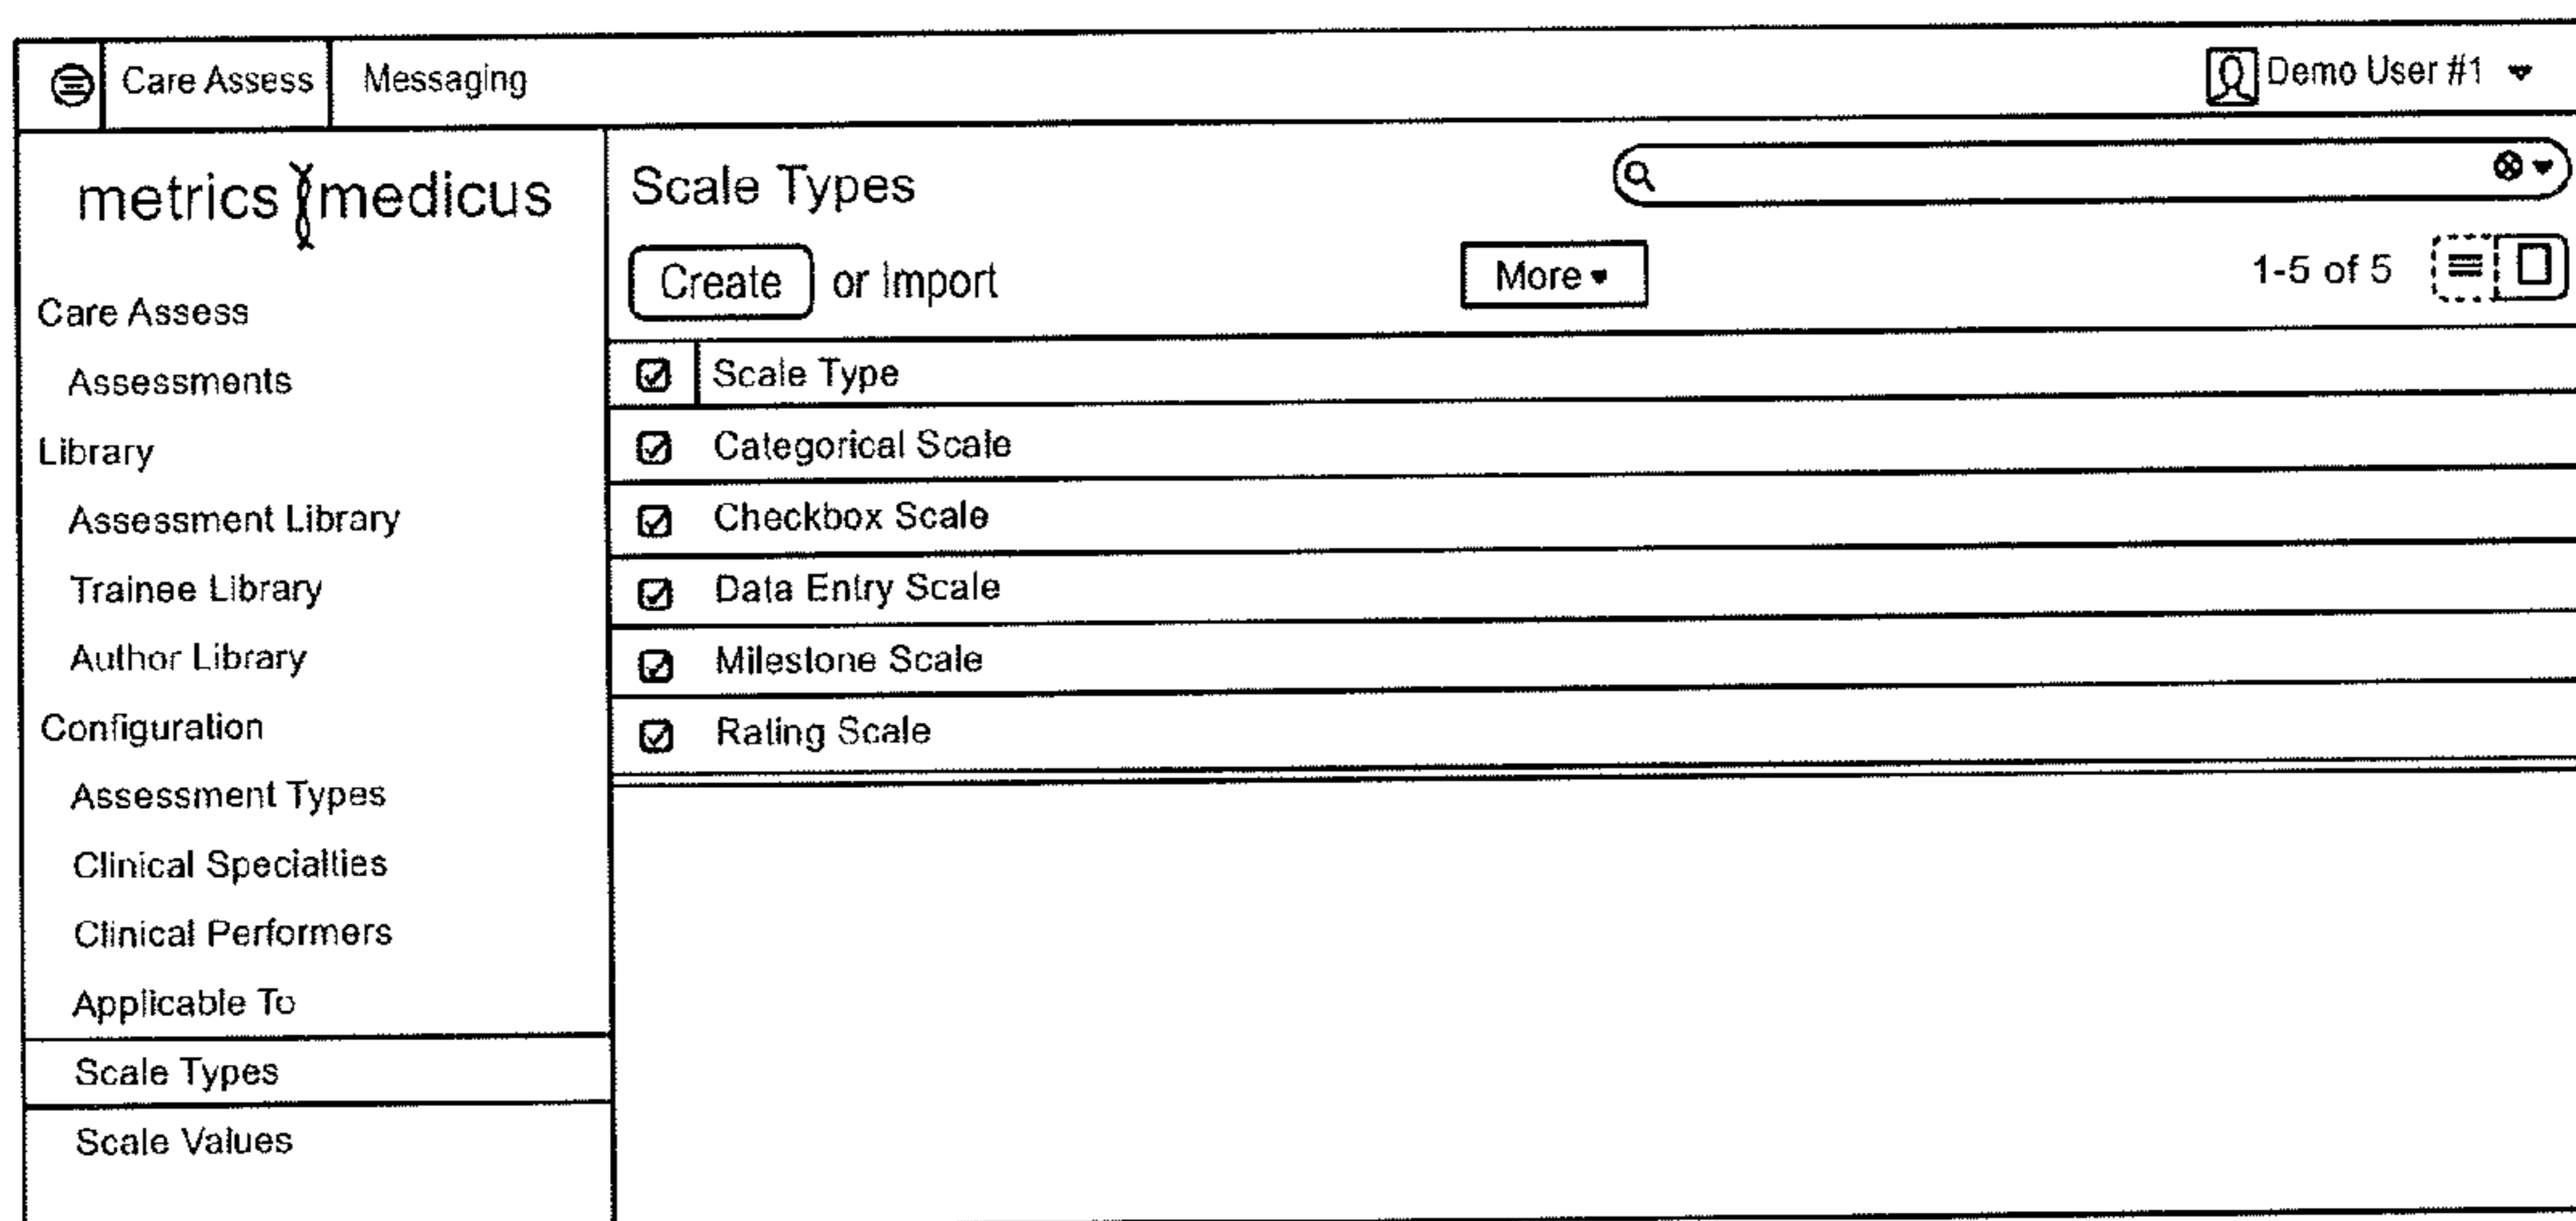 Care Assess Messaging Demo User #1
metrics medicus
Care Assess
Assessments
Library
Assessment Library
Trainee Library
Author Library
Configuration
Assessment Types
Clinical Specialties
Clinical Performers
Applicable To
Scale Types
Scale Values
Scale Types
Create or Import More 1-5 of 5
Scale Type
Categorical Scale
Checkbox Scale
Data Entry Scale
Milestone Scale
Rating Scale